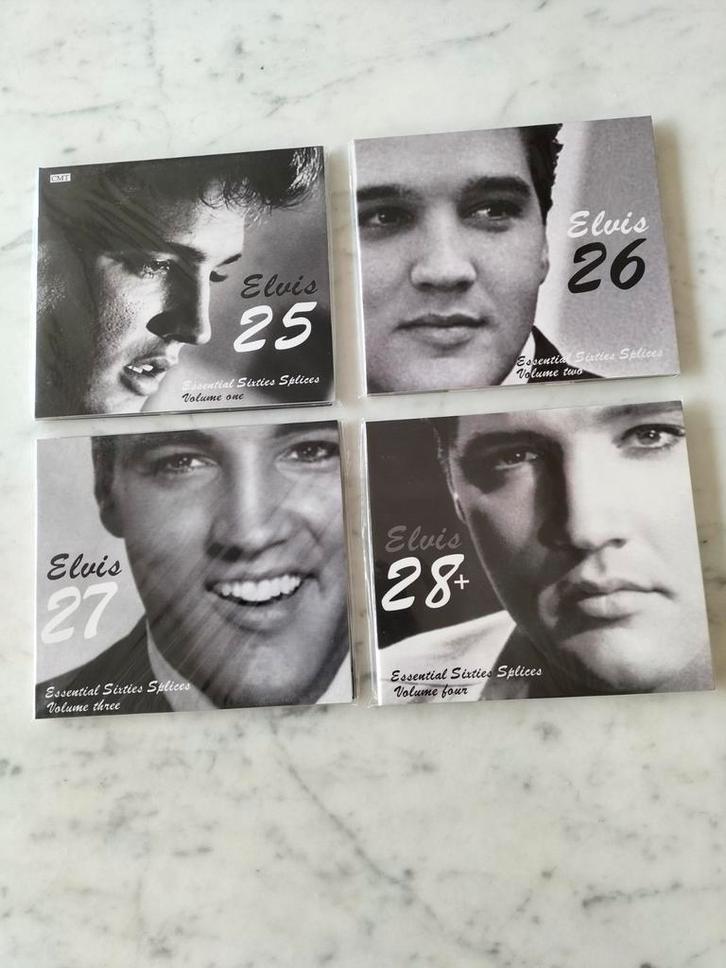 CMT
Elvis
25
Essential Sixties Splices
Volume one
Elvis
26
Essential Sixties Splices
Volume two
Elvis
27
Essential Sixties Splices
Volume three
Elvis
28+
Essential Sixties Splices
Volume four